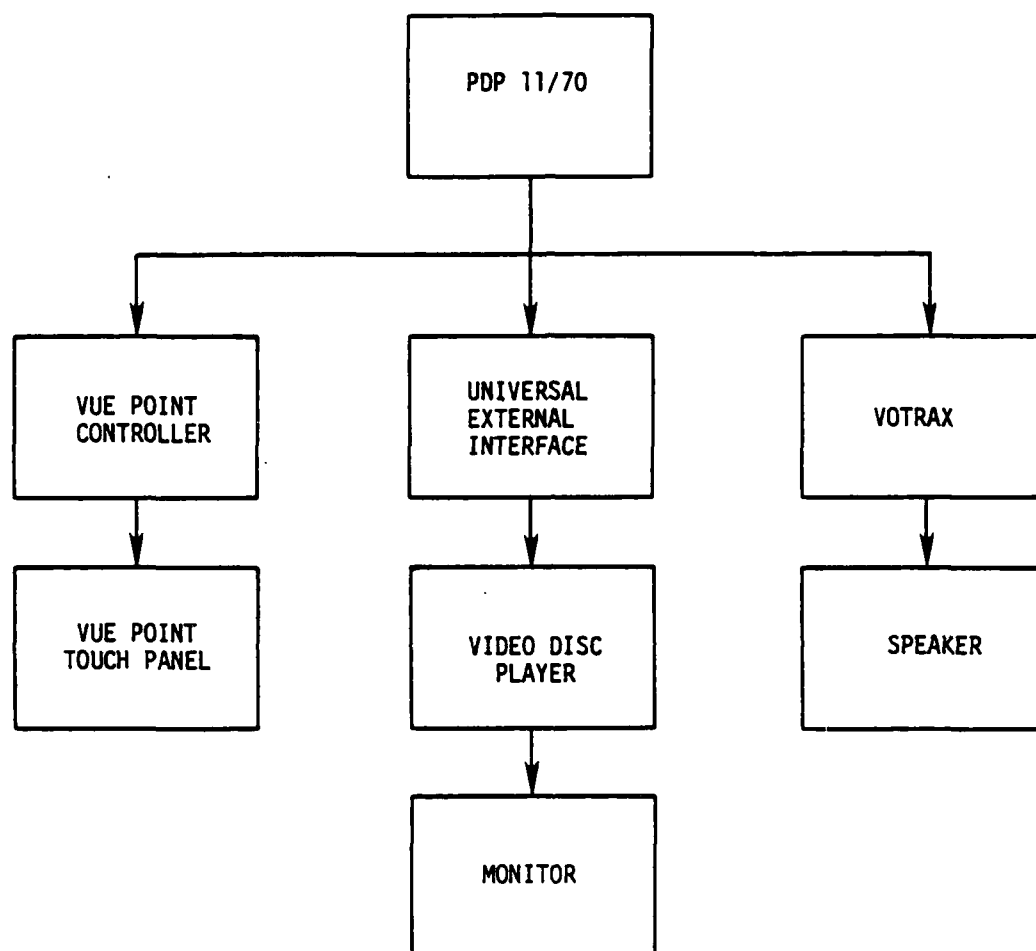 PDP 11/70
VUE POINT
CONTROLLER
UNIVERSAL
EXTERNAL
INTERFACE
VOTRAX
VUE POINT
TOUCH PANEL
VIDEO DISC
PLAYER
SPEAKER
MONITOR